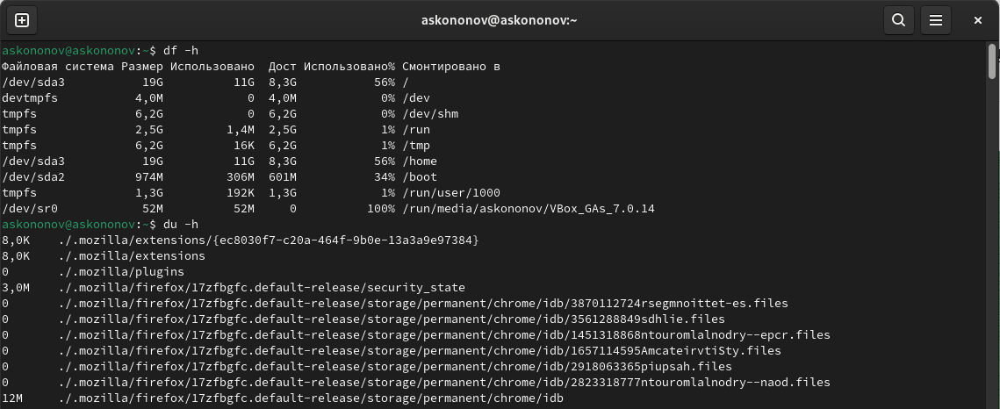 askononov@askononov:~
askononov@askononov:~$ df -h
Файловая система Размер Использовано  Дост Использовано% Смонтировано в
/dev/sda3           19G          11G  8,3G           56% /
devtmpfs           4,0M            0  4,0M            0% /dev
tmpfs              6,2G            0  6,2G            0% /dev/shm
tmpfs              2,5G         1,4M  2,5G            1% /run
tmpfs              6,2G          16K  6,2G            1% /tmp
/dev/sda3           19G          11G  8,3G           56% /home
/dev/sda2          974M         306M  601M           34% /boot
tmpfs              1,3G         192K  1,3G            1% /run/user/1000
/dev/sr0            52M          52M     0          100% /run/media/askononov/VBox_GAs_7.0.14
askononov@askononov:~$ du -h
8,0K    ./.mozilla/extensions/{ec8030f7-c20a-464f-9b0e-13a3a9e97384}
8,0K    ./.mozilla/extensions
0       ./.mozilla/plugins
3,0M    ./.mozilla/firefox/17zfbgfc.default-release/security_state
0       ./.mozilla/firefox/17zfbgfc.default-release/storage/permanent/chrome/idb/3870112724rsegmnoittet-es.files
0       ./.mozilla/firefox/17zfbgfc.default-release/storage/permanent/chrome/idb/3561288849sdhlie.files
0       ./.mozilla/firefox/17zfbgfc.default-release/storage/permanent/chrome/idb/1451318868ntouromlalnodry--epcr.files
0       ./.mozilla/firefox/17zfbgfc.default-release/storage/permanent/chrome/idb/1657114595AmcateirvtiSty.files
0       ./.mozilla/firefox/17zfbgfc.default-release/storage/permanent/chrome/idb/2918063365piupsah.files
0       ./.mozilla/firefox/17zfbgfc.default-release/storage/permanent/chrome/idb/2823318777ntouromlalnodry--naod.files
12M     ./.mozilla/firefox/17zfbgfc.default-release/storage/permanent/chrome/idb